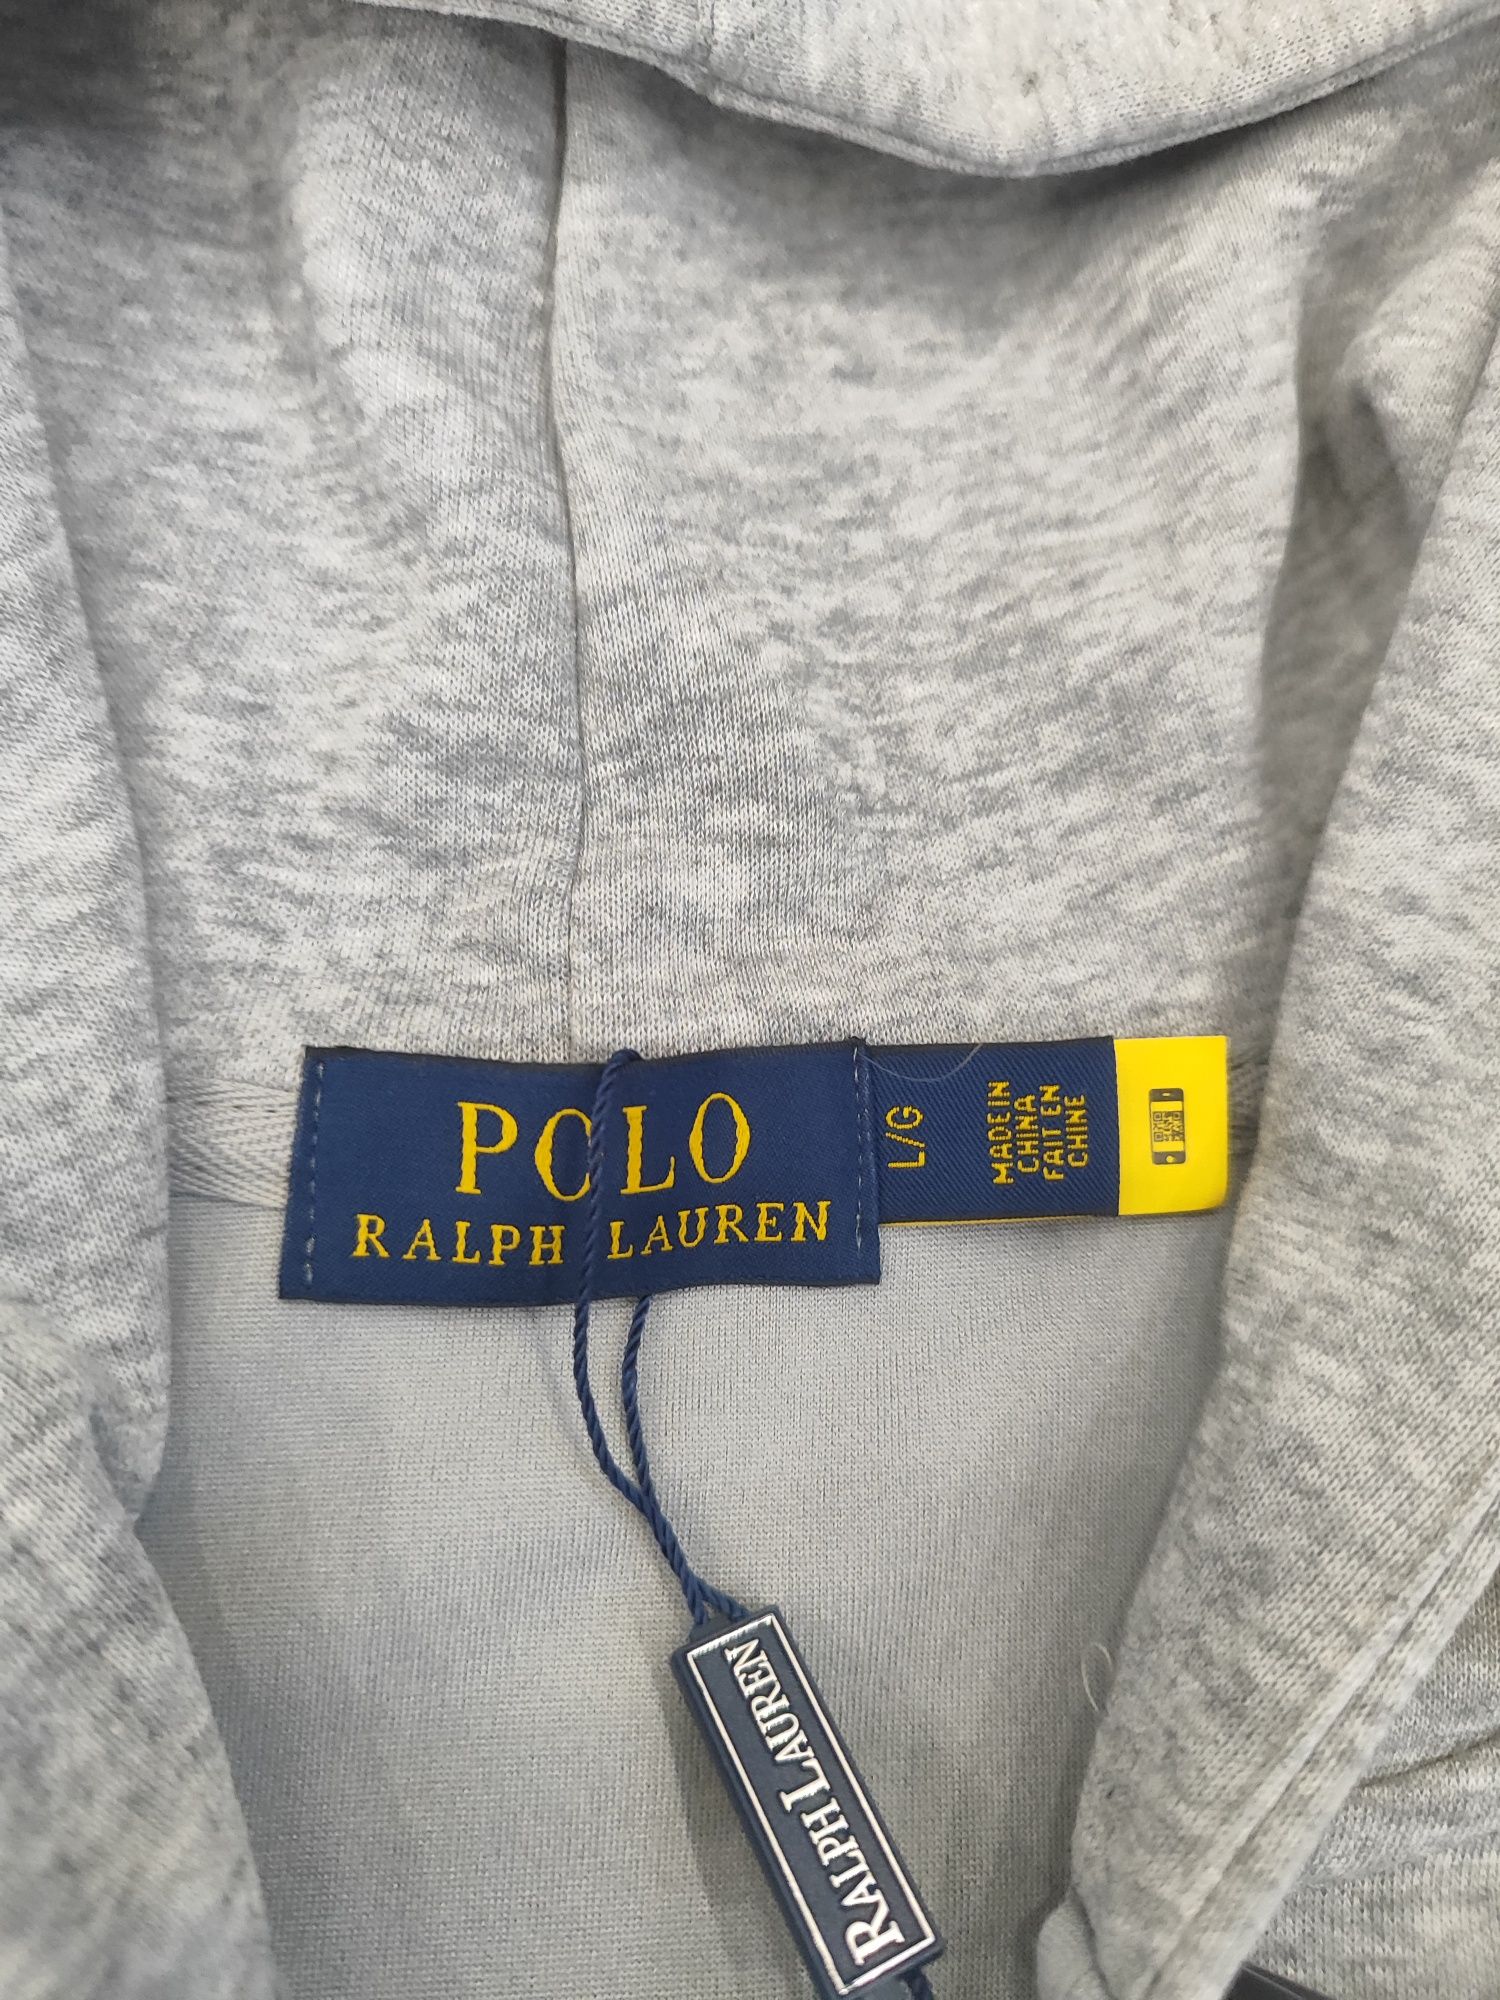 POLO
RALPH LAUREN
L/G
MADE IN
CHINA
FAIT EN
CHINE
RALPH LAUREN